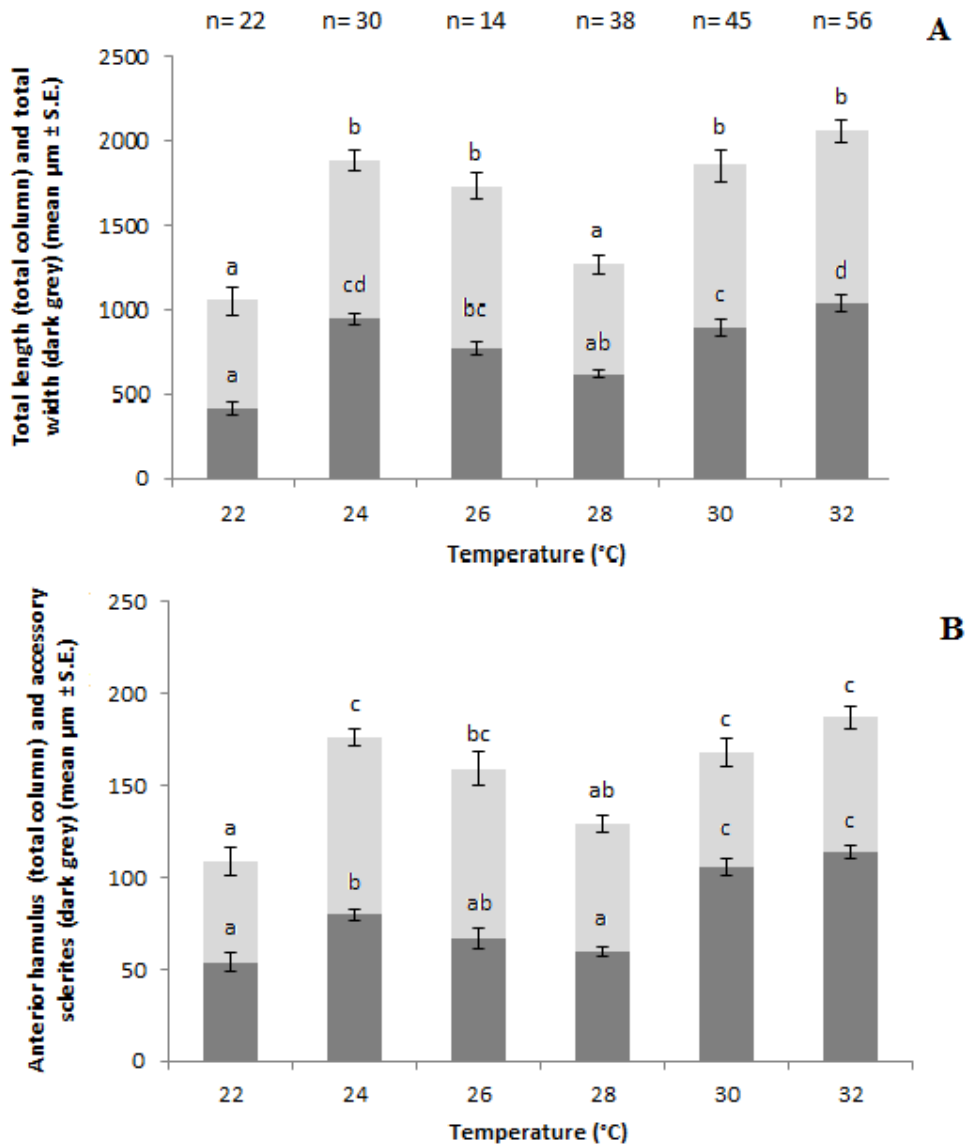 n= 22 n= 30 n= 14 n= 38 n= 45 n= 56
A
Total length (total column) and total
width (dark grey) (mean µm ± S.E.)
2500
2000
1500
1000
500
0
a b b a b b
a cd bc ab c d
22 24 26 28 30 32
Temperature (°C)
B
Anterior hamulus (total column) and accessory
sclerites (dark grey) (mean µm ± S.E.)
250
200
150
100
50
0
a c bc ab c c
a b ab a c c
22 24 26 28 30 32
Temperature (°C)